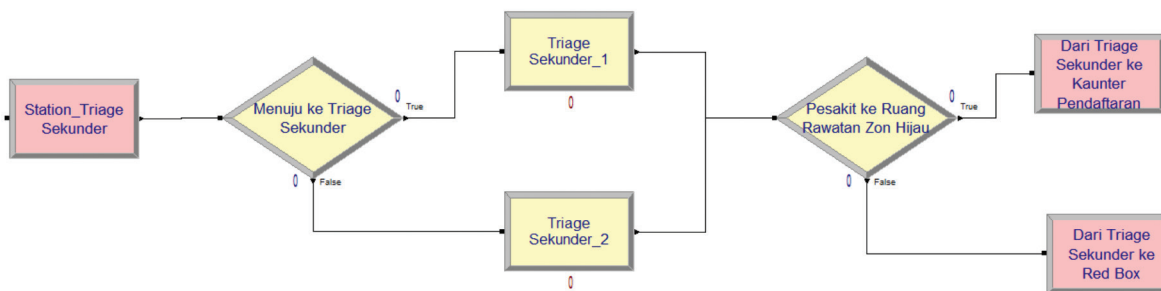 Station_Triage
Sekunder
Menuju ke Triage
Sekunder
0
True
0
False
Triage
Sekunder_1
0
Triage
Sekunder_2
0
Pesakit ke Ruang
Rawatan Zon Hijau
0
True
0
False
Dari Triage
Sekunder ke
Kaunter
Pendaftaran
Dari Triage
Sekunder ke
Red Box